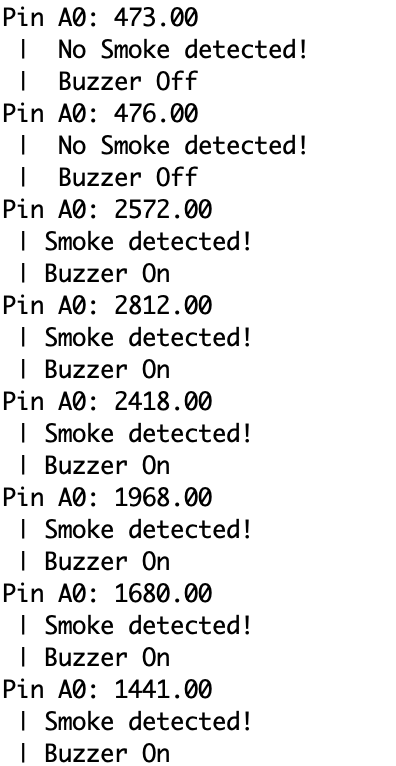 Pin A0: 473.00
 |  No Smoke detected!
 |  Buzzer Off
Pin A0: 476.00
 |  No Smoke detected!
 |  Buzzer Off
Pin A0: 2572.00
 | Smoke detected!
 | Buzzer On
Pin A0: 2812.00
 | Smoke detected!
 | Buzzer On
Pin A0: 2418.00
 | Smoke detected!
 | Buzzer On
Pin A0: 1968.00
 | Smoke detected!
 | Buzzer On
Pin A0: 1680.00
 | Smoke detected!
 | Buzzer On
Pin A0: 1441.00
 | Smoke detected!
 | Buzzer On